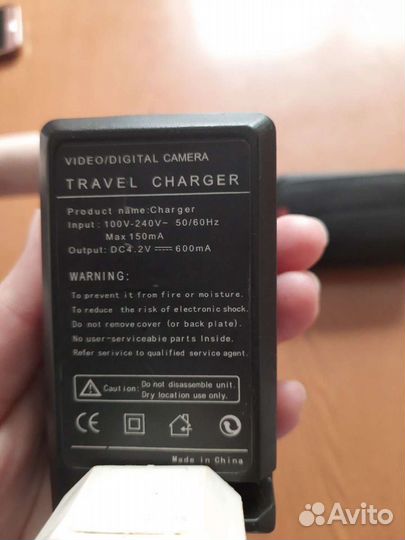 VIDEO/DIGITAL CAMERA
TRAVEL CHARGER
Product name:Charger
Input : 100V-240V~ 50/60Hz
Max 150mA
Output: DC4.2V ⎓ 600mA
WARNING:
To prevent it from fire or moisture.
To reduce the risk of electronic shock.
Do not remove cover (or back plate).
No user-serviceable parts Inside.
Refer serivice to qualified service agent.
Caution: Do not disassemble unit.
Dry location use only.
CE
Made in China
Avito